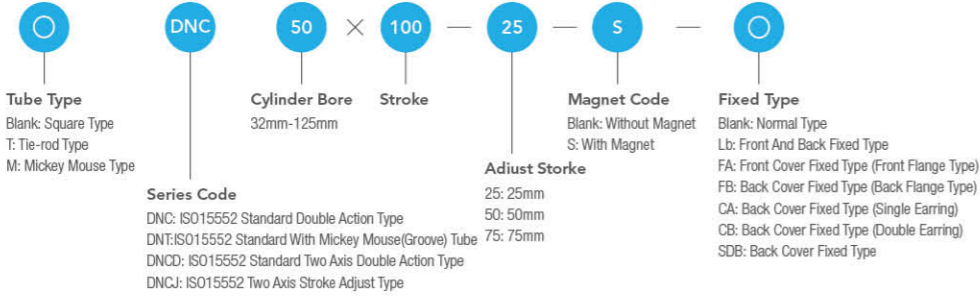 DNC 50 × 100 — 25 — S —
Tube Type
Blank: Square Type
T: Tie-rod Type
M: Mickey Mouse Type
Series Code
DNC: ISO15552 Standard Double Action Type
DNT:ISO15552 Standard With Mickey Mouse(Groove) Tube
DNCD: ISO15552 Standard Two Axis Double Action Type
DNCJ: ISO15552 Two Axis Stroke Adjust Type
Cylinder Bore
32mm-125mm
Stroke
Adiust Storke
25: 25mm
50: 50mm
75: 75mm
Magnet Code
Blank: Without Magnet
S: With Magnet
Fixed Type
Blank: Normal Type
Lb: Front And Back Fixed Type
FA: Front Cover Fixed Type (Front Flange Type)
FB: Back Cover Fixed Type (Back Flange Type)
CA: Back Cover Fixed Type (Single Earring)
CB: Back Cover Fixed Type (Double Earring)
SDB: Back Cover Fixed Type